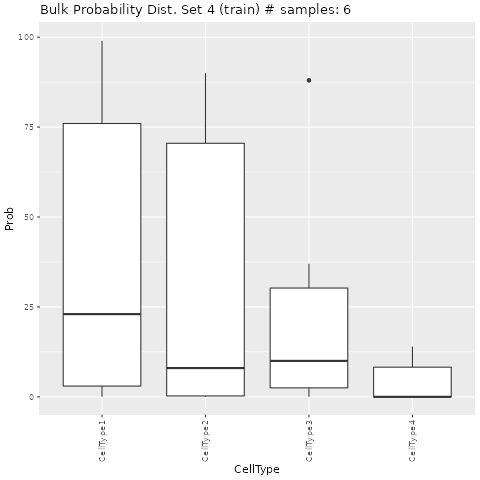 Bulk Probability Dist. Set 4 (train) # samples: 6
100
75
50
25
0
Prob
CellType1
CellType2
CellType3
CellType4
CellType